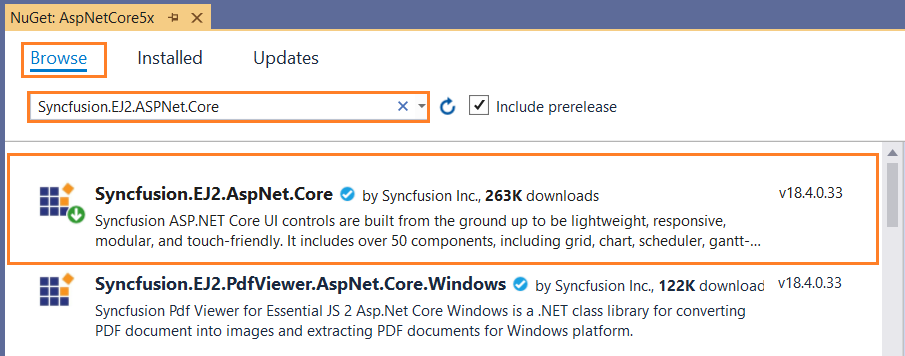 NuGet: AspNetCore5x
Browse Installed Updates
Syncfusion.EJ2.ASPNet.Core Include prerelease
Syncfusion.EJ2.AspNet.Core by Syncfusion Inc., 263K downloads v18.4.0.33
Syncfusion ASP.NET Core UI controls are built from the ground up to be lightweight, responsive,
modular, and touch-friendly. It includes over 50 components, including grid, chart, scheduler, gantt-...
Syncfusion.EJ2.PdfViewer.AspNet.Core.Windows by Syncfusion Inc., 122K download v18.4.0.33
Syncfusion Pdf Viewer for Essential JS 2 Asp.Net Core Windows is a .NET class library for converting
PDF document into images and extracting PDF documents for Windows platform.